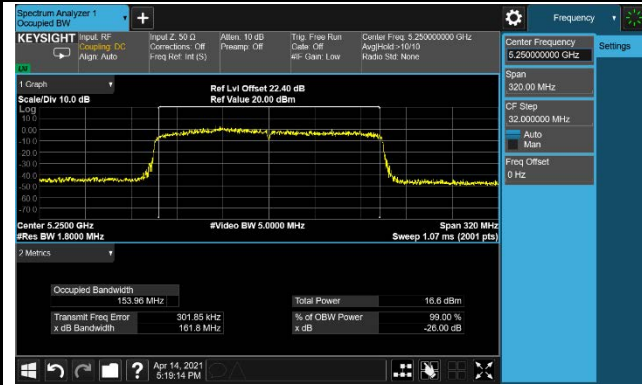 Spectrum Analyzer 1
Occupied BW
Frequency
KEYSIGHT
Input: RF
Coupling: DC
Align: Auto
Input Z: 50 Ω
Corrections: Off
Freq Ref: Int (S)
Atten: 10 dB
Preamp: Off
Trig: Free Run
Gate: Off
#IF Gain: Low
Center Freq: 5.250000000 GHz
Avg|Hold:>10/10
Radio Std: None
Center Frequency
5.250000000 GHz
Settings
Span
320.00 MHz
CF Step
32.000000 MHz
Auto
Man
Freq Offset
0 Hz
1 Graph
Scale/Div 10.0 dB
Ref Lvl Offset 22.40 dB
Ref Value 20.00 dBm
Log
10.0
0.00
-10.0
-20.0
-30.0
-40.0
-50.0
-60.0
-70.0
Center 5.2500 GHz
#Video BW 5.0000 MHz
Span 320 MHz
#Res BW 1.8000 MHz
Sweep 1.07 ms (2001 pts)
2 Metrics
Occupied Bandwidth
153.96 MHz
Total Power 16.6 dBm
Transmit Freq Error 301.85 kHz
% of OBW Power 99.00 %
x dB Bandwidth 161.8 MHz
x dB -26.00 dB
Apr 14, 2021
5:19:14 PM